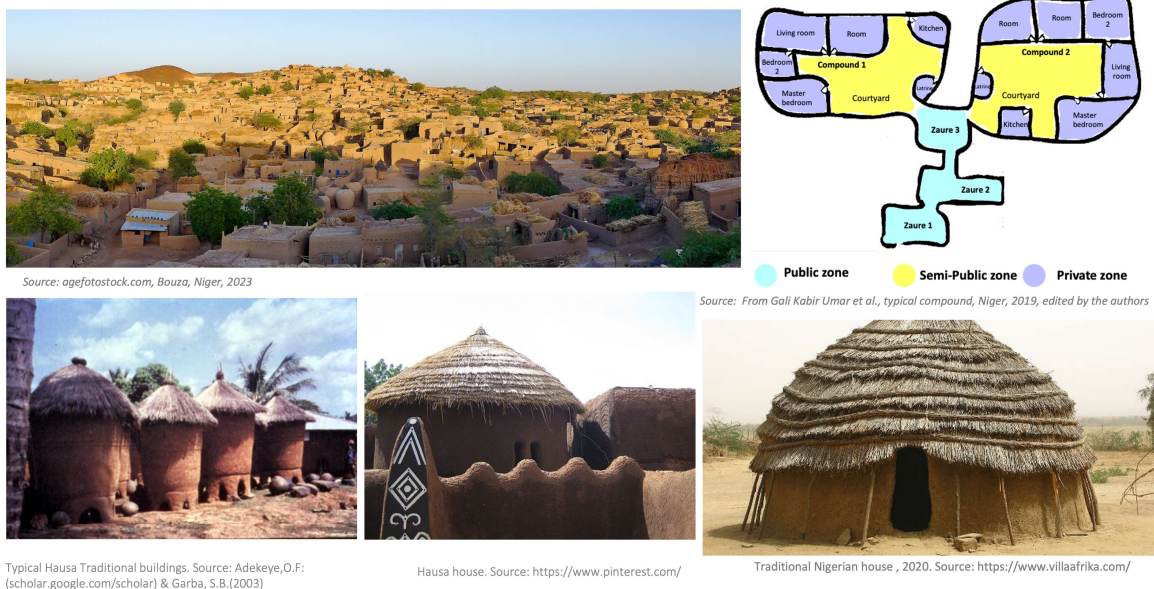 Living room
Room
Kitchen
Bedroom
2
Compound 1
Master
bedroom
Courtyard
Latrine
Room
Room
Bedroom
2
Compound 2
Living
room
Latrine
Courtyard
Kitchen
Master
bedroom
Zaure 3
Zaure 2
Zaure 1
Public zone
Semi-Public zone
Private zone
Source: agefotostock.com, Bouza, Niger, 2023
Source: From Gali Kabir Umar et al., typical compound, Niger, 2019, edited by the authors
Typical Hausa Traditional buildings. Source: Adekeye,O.F:
(scholar.google.com/scholar) & Garba, S.B.(2003)
Hausa house. Source: https://www.pinterest.com/
Traditional Nigerian house , 2020. Source: https://www.villaafrika.com/